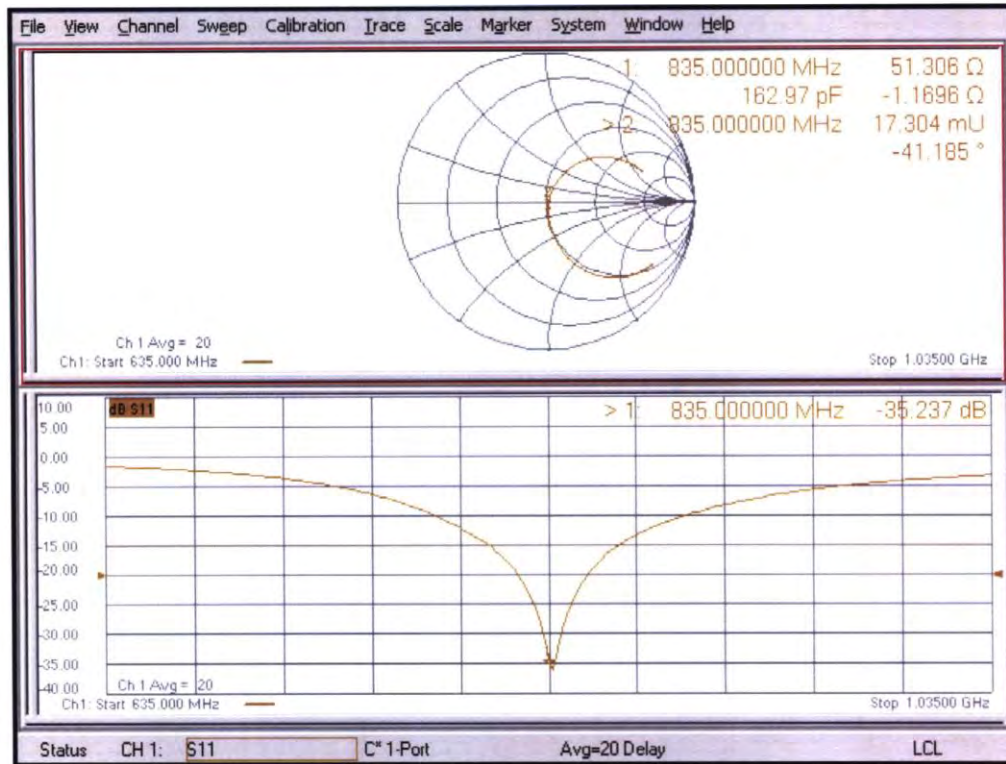 File View Channel Sweep Calibration Trace Scale Marker System Window Help
1: 835.000000 MHz 51.306 Ω
162.97 pF -1.1696 Ω
> 2: 835.000000 MHz 17.304 mU
-41.185 °
Ch 1 Avg = 20
Ch1: Start 635.000 MHz
Stop 1.03500 GHz
10.00
dB S11
> 1: 835.000000 MHz -35.237 dB
5.00
0.00
-5.00
-10.00
-15.00
-20.00
-25.00
-30.00
-35.00
-40.00
Ch 1 Avg = 20
Ch1: Start 635.000 MHz
Stop 1.03500 GHz
Status CH 1: S11 C* 1-Port Avg=20 Delay LCL